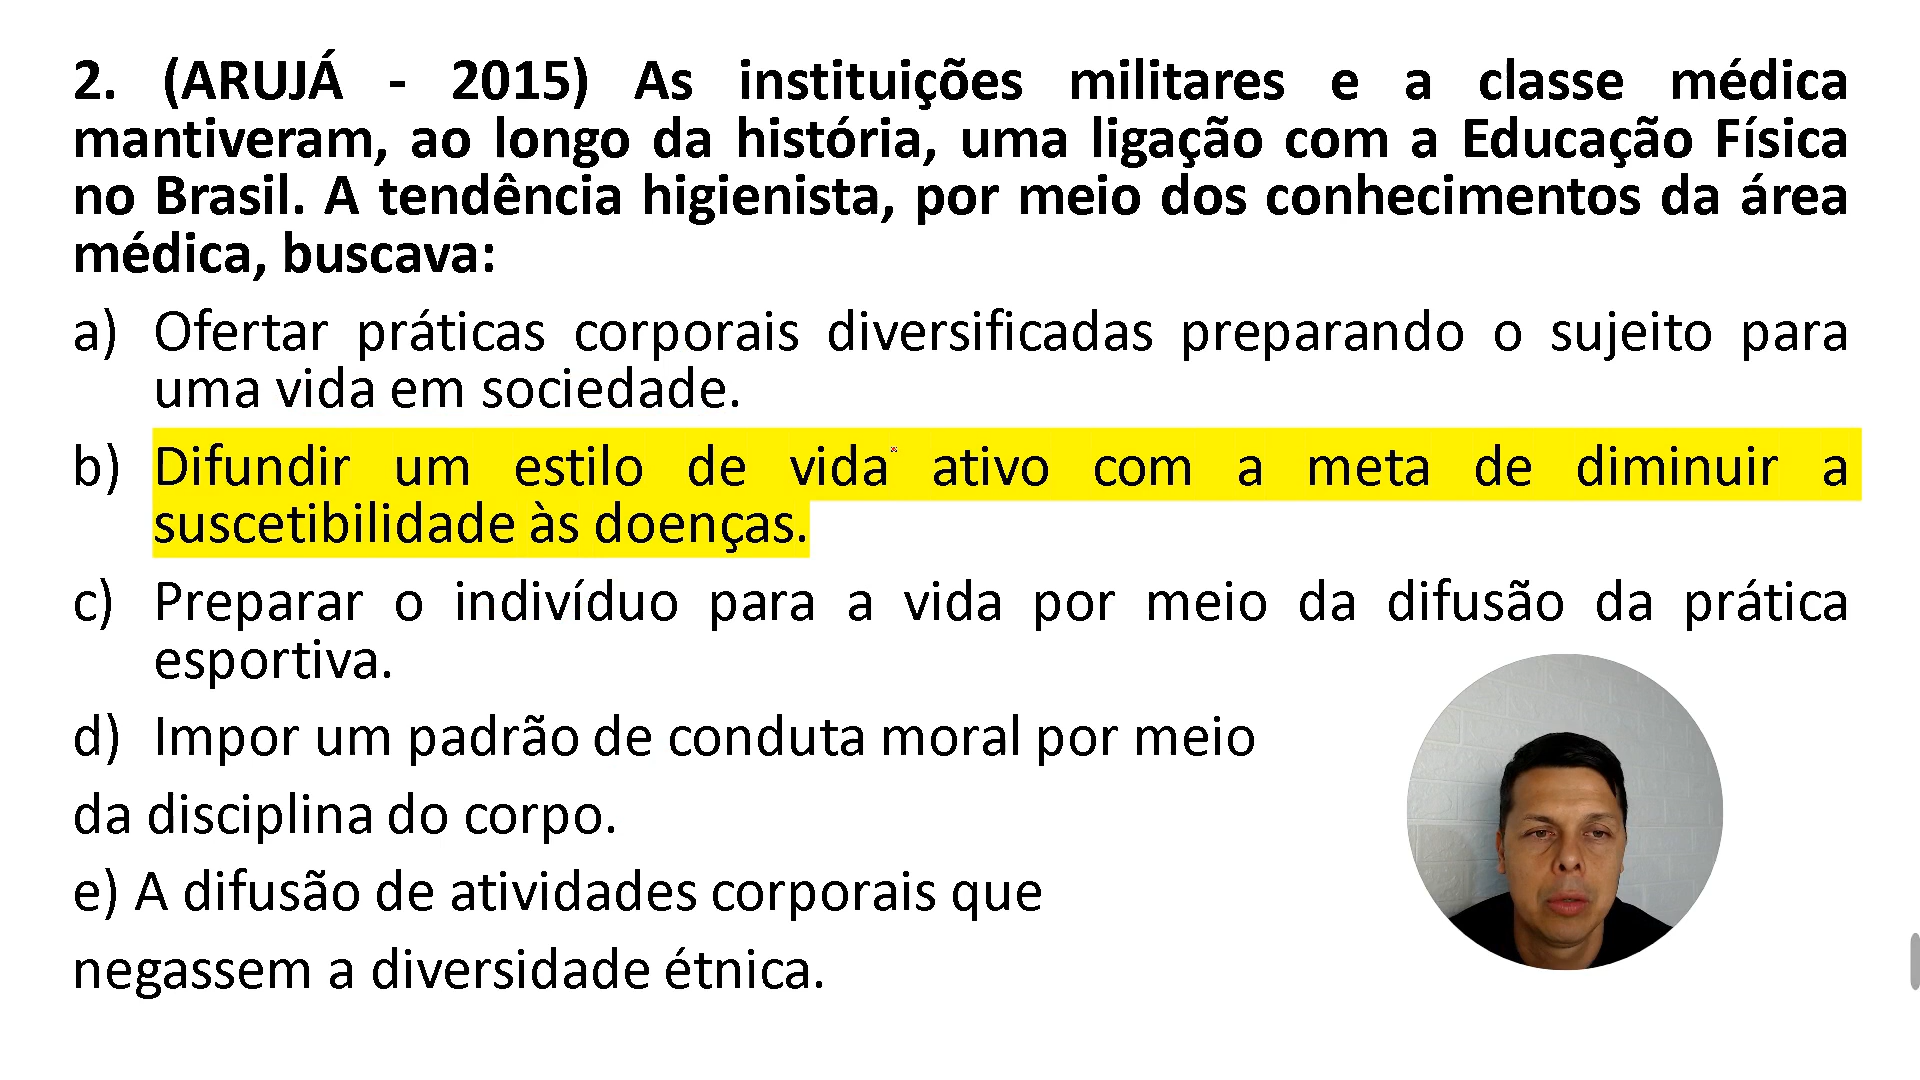 2. (ARUJÁ - 2015) As instituições militares e a classe médica
mantiveram, ao longo da história, uma ligação com a Educação Física
no Brasil. A tendência higienista, por meio dos conhecimentos da área
médica, buscava:
a) Ofertar práticas corporais diversificadas preparando o sujeito para
uma vida em sociedade.
b) Difundir um estilo de vida ativo com a meta de diminuir a
suscetibilidade às doenças.
c) Preparar o indivíduo para a vida por meio da difusão da prática
esportiva.
d) Impor um padrão de conduta moral por meio
da disciplina do corpo.
e) A difusão de atividades corporais que
negassem a diversidade étnica.